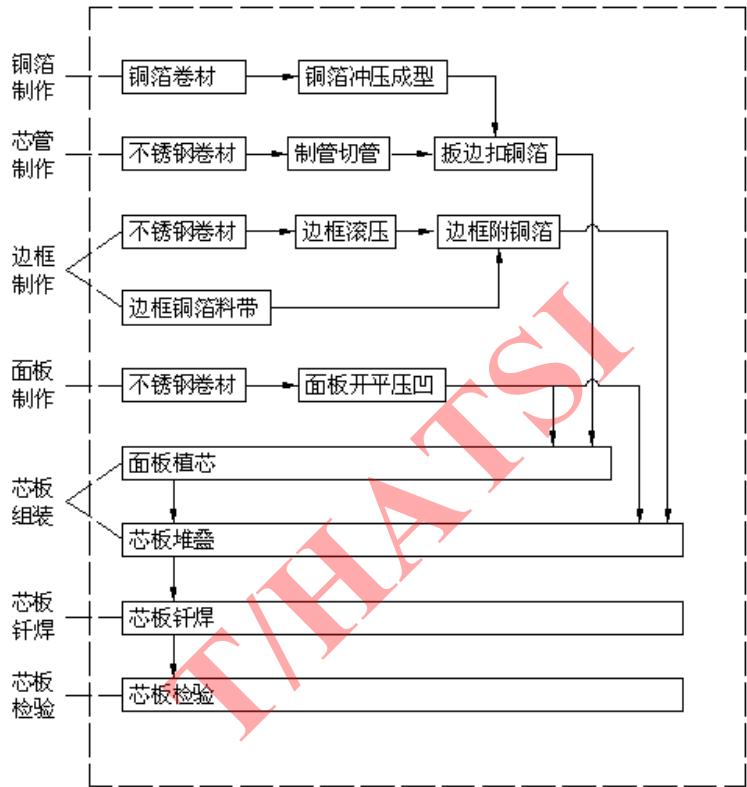 铜箔
制作
铜箔卷材
铜箔冲压成型
芯管
制作
不锈钢卷材
制管切管
扳边扣铜箔
边框
制作
不锈钢卷材
边框滚压
边框附铜箔
边框铜箔料带
面板
制作
不锈钢卷材
面板开平压凹
芯板
组装
面板植芯
芯板堆叠
芯板
钎焊
芯板钎焊
芯板
检验
芯板检验
T/HATSI